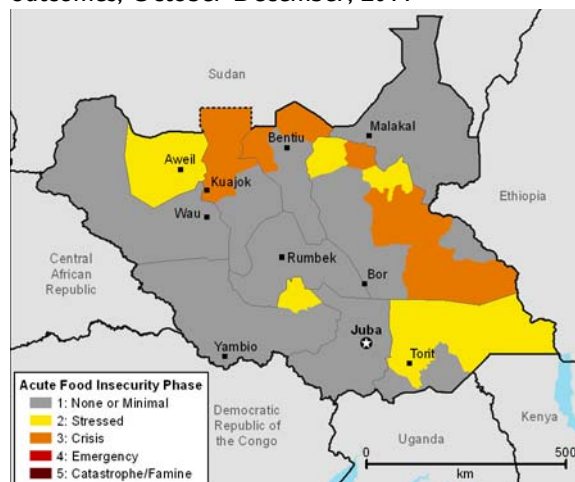 outcomes, October-December, 2011
Sudan
Malakal
Bentiu
Aweil
Kuajok
Ethiopia
Wau
Central
African
Republic
Rumbek
Bor
Juba
Yambio
Torit
Acute Food Insecurity Phase
1: None or Minimal
2: Stressed
3: Crisis
4: Emergency
5: Catastrophe/Famine
Democratic
Republic of
the Congo
Uganda
Kenya
0
500
km